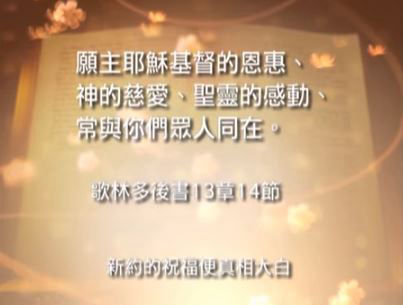 願主耶穌基督的恩惠、
神的慈愛、聖靈的感動、
常與你們眾人同在。
歌林多後書13章14節
新約的祝福便真相大白